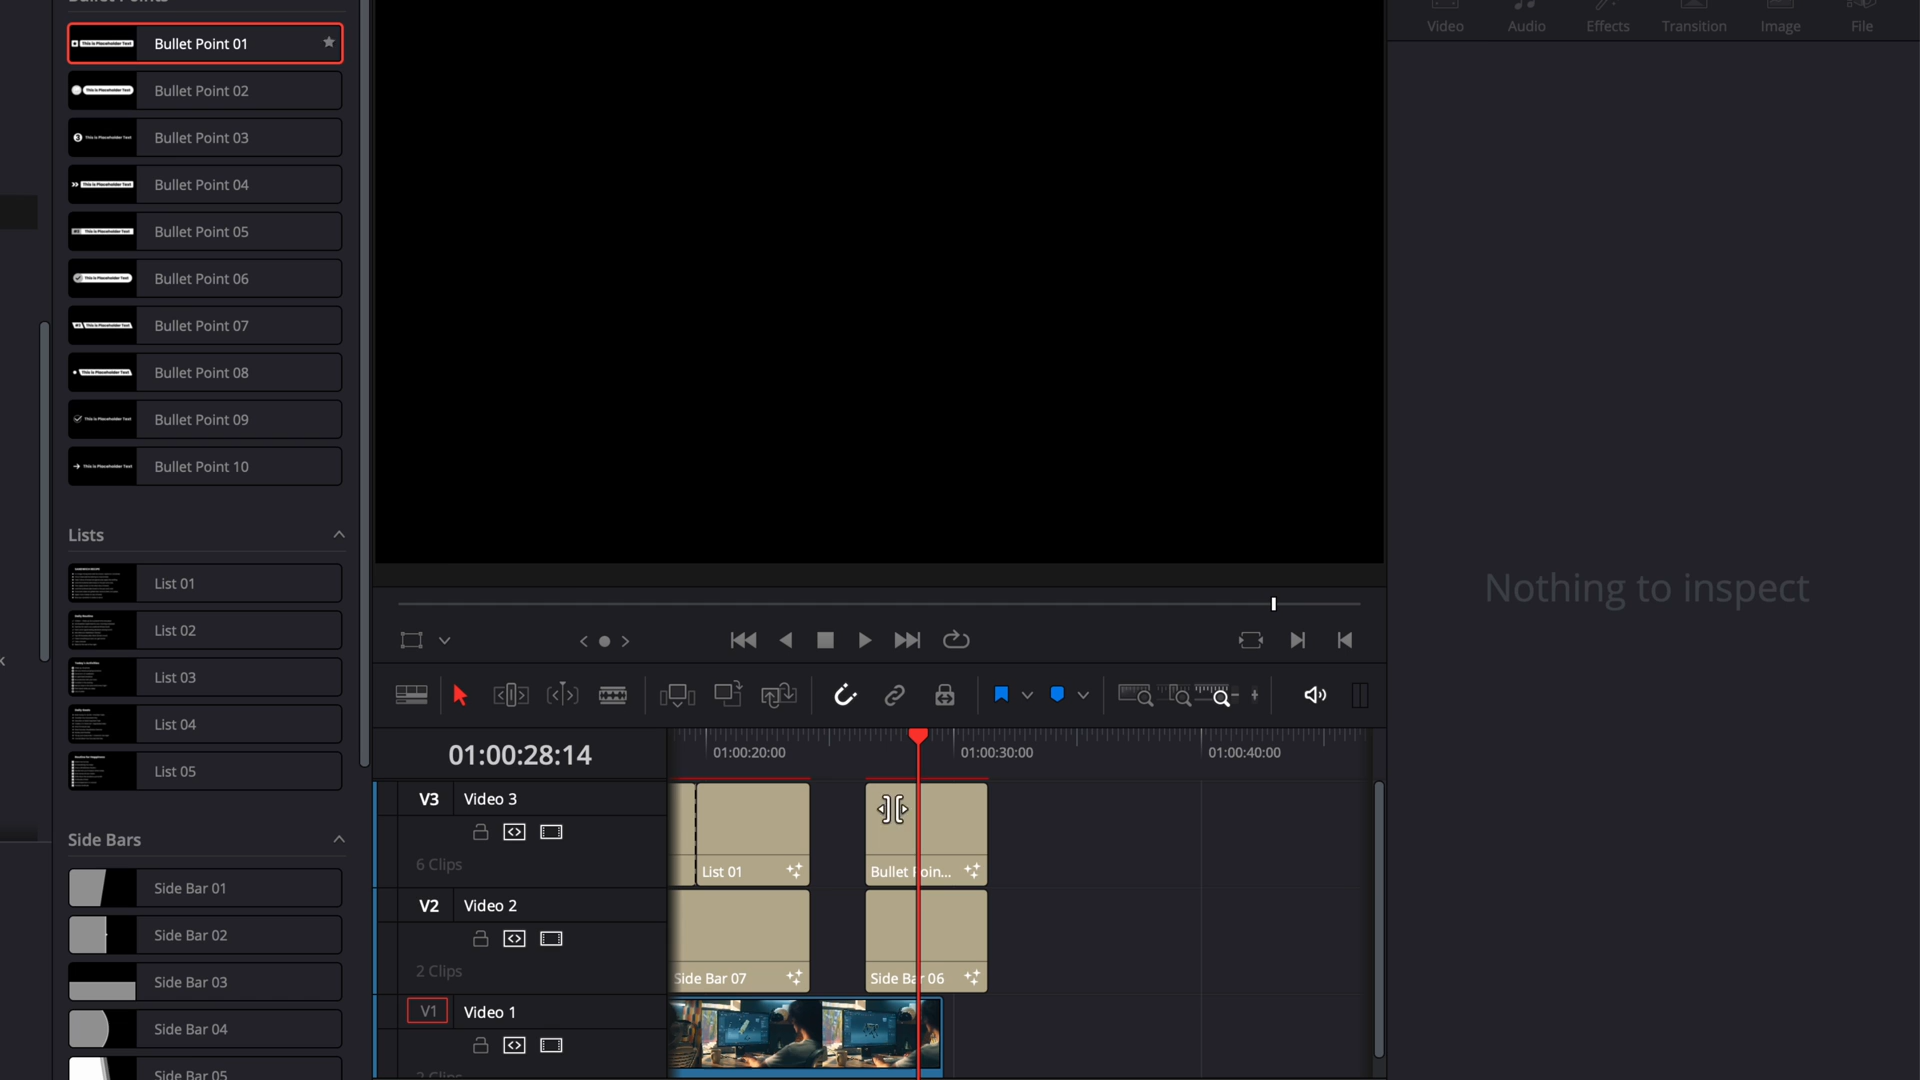 Bullet Points
Bullet Point 01
Bullet Point 02
Bullet Point 03
Bullet Point 04
Bullet Point 05
Bullet Point 06
Bullet Point 07
Bullet Point 08
Bullet Point 09
Bullet Point 10
Lists
List 01
List 02
List 03
List 04
List 05
Side Bars
Side Bar 01
Side Bar 02
Side Bar 03
Side Bar 04
Side Bar 05
Video
Audio
Effects
Transition
Image
File
Nothing to inspect
01:00:28:14
01:00:20:00
01:00:30:00
01:00:40:00
V3 Video 3
6 Clips
List 01
Bullet Poin...
V2 Video 2
2 Clips
Side Bar 07
Side Bar 06
V1 Video 1
2 Clips